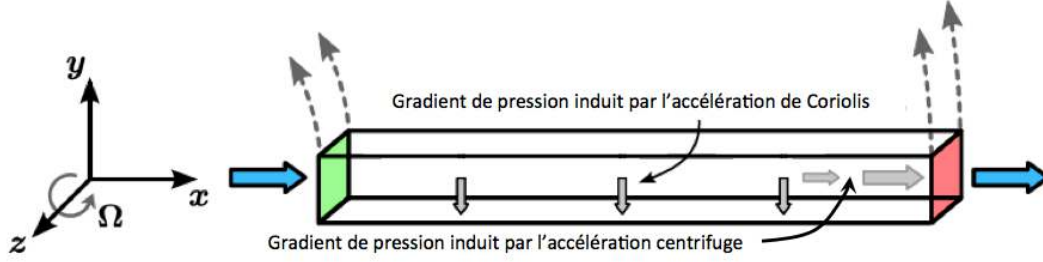 y
Gradient de pression induit par l'accélération de Coriolis
x
Ω
z
Gradient de pression induit par l'accélération centrifuge